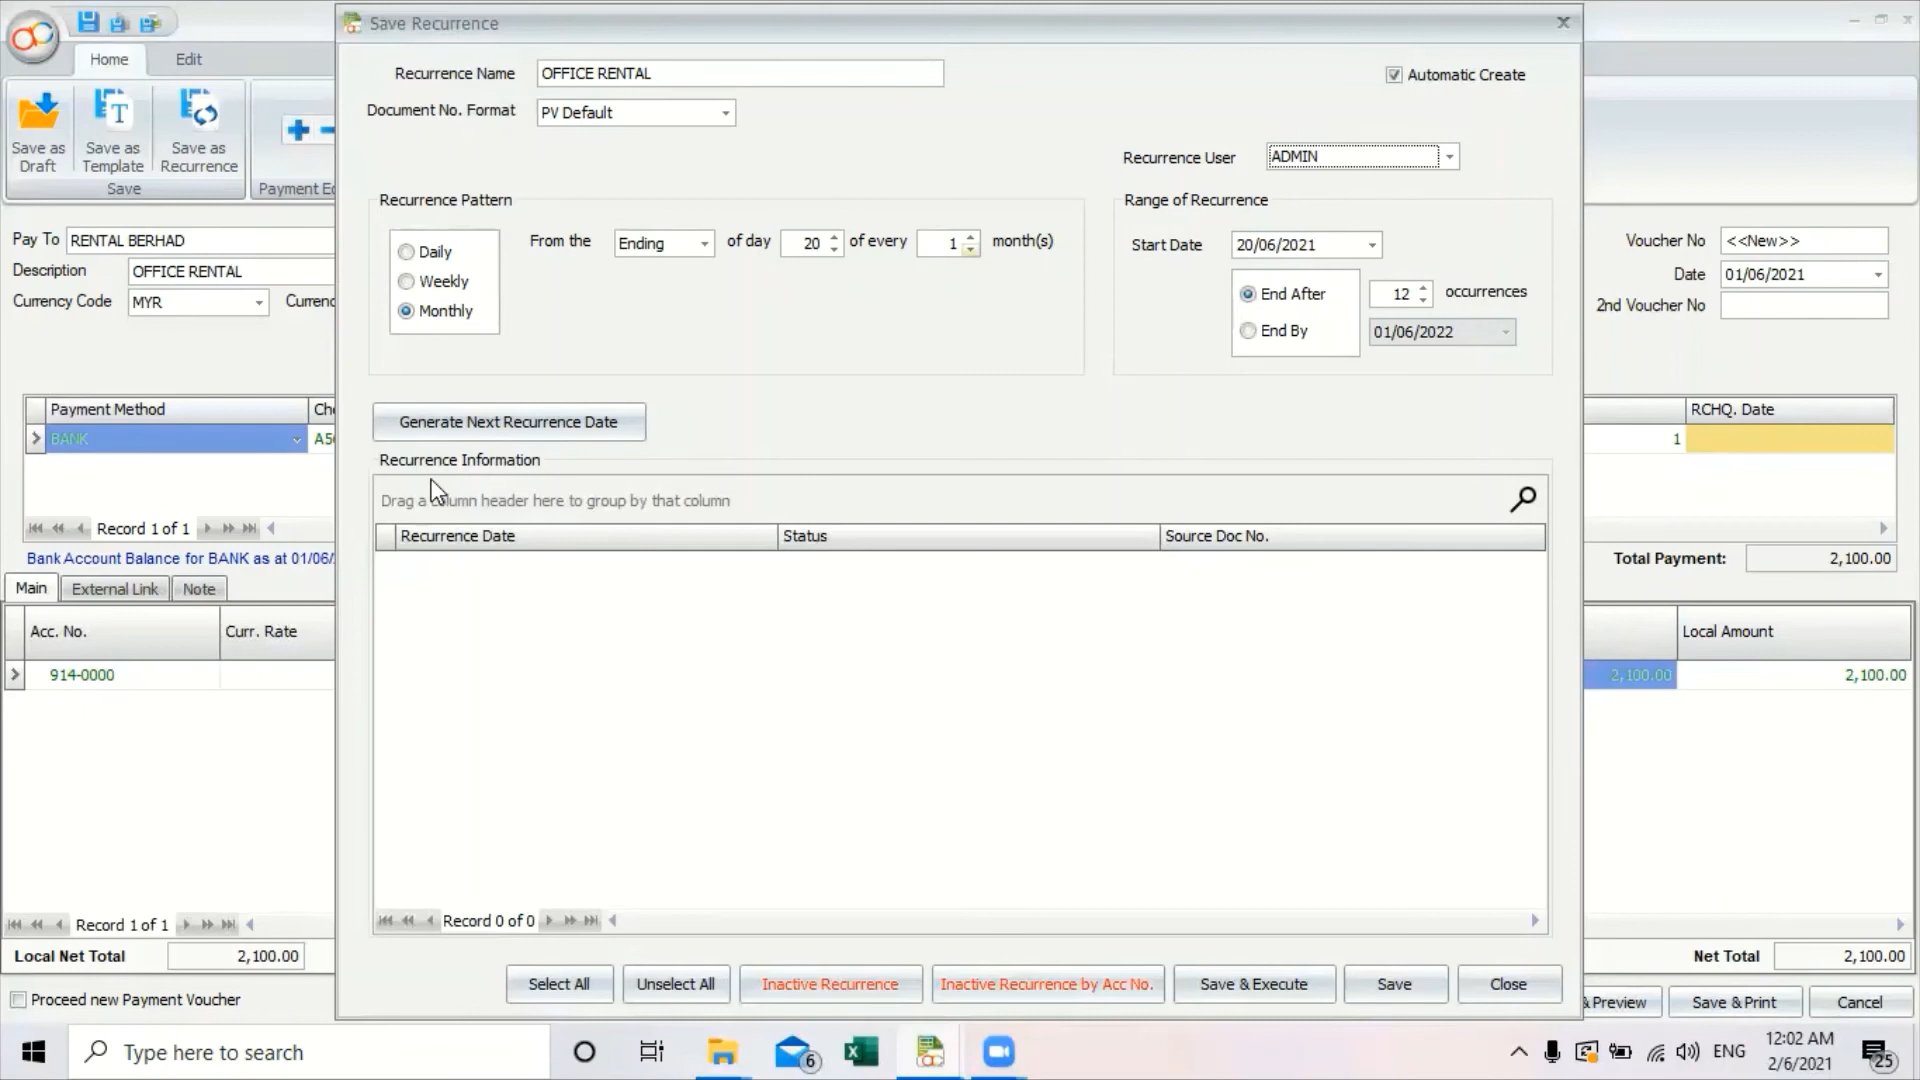 Save Recurrence
Home
Edit
Save as
Draft
Save as
Template
Save as
Recurrence
Save
Payment Ed
Recurrence Name
OFFICE RENTAL
Automatic Create
Document No. Format
PV Default
Recurrence User
ADMIN
Recurrence Pattern
Daily
Weekly
Monthly
From the
Ending
of day
20
of every
1
month(s)
Range of Recurrence
Start Date
20/06/2021
End After
12
occurrences
End By
01/06/2022
Pay To
RENTAL BERHAD
Description
OFFICE RENTAL
Currency Code
MYR
Currenc
Voucher No
<<New>>
Date
01/06/2021
2nd Voucher No
Payment Method
Che
RCHQ. Date
BANK
1
Generate Next Recurrence Date
Recurrence Information
Drag a column header here to group by that column
Recurrence Date
Status
Source Doc No.
Record 1 of 1
Bank Account Balance for BANK as at 01/06/
Total Payment:
2,100.00
Main
External Link
Note
Acc. No.
Curr. Rate
Local Amount
914-0000
2,100.00
2,100.00
Record 0 of 0
Record 1 of 1
Local Net Total
2,100.00
Net Total
2,100.00
Select All
Unselect All
Inactive Recurrence
Inactive Recurrence by Acc No.
Save & Execute
Save
Close
Proceed new Payment Voucher
& Preview
Save & Print
Cancel
Type here to search
6
ENG
12:02 AM
2/6/2021
25